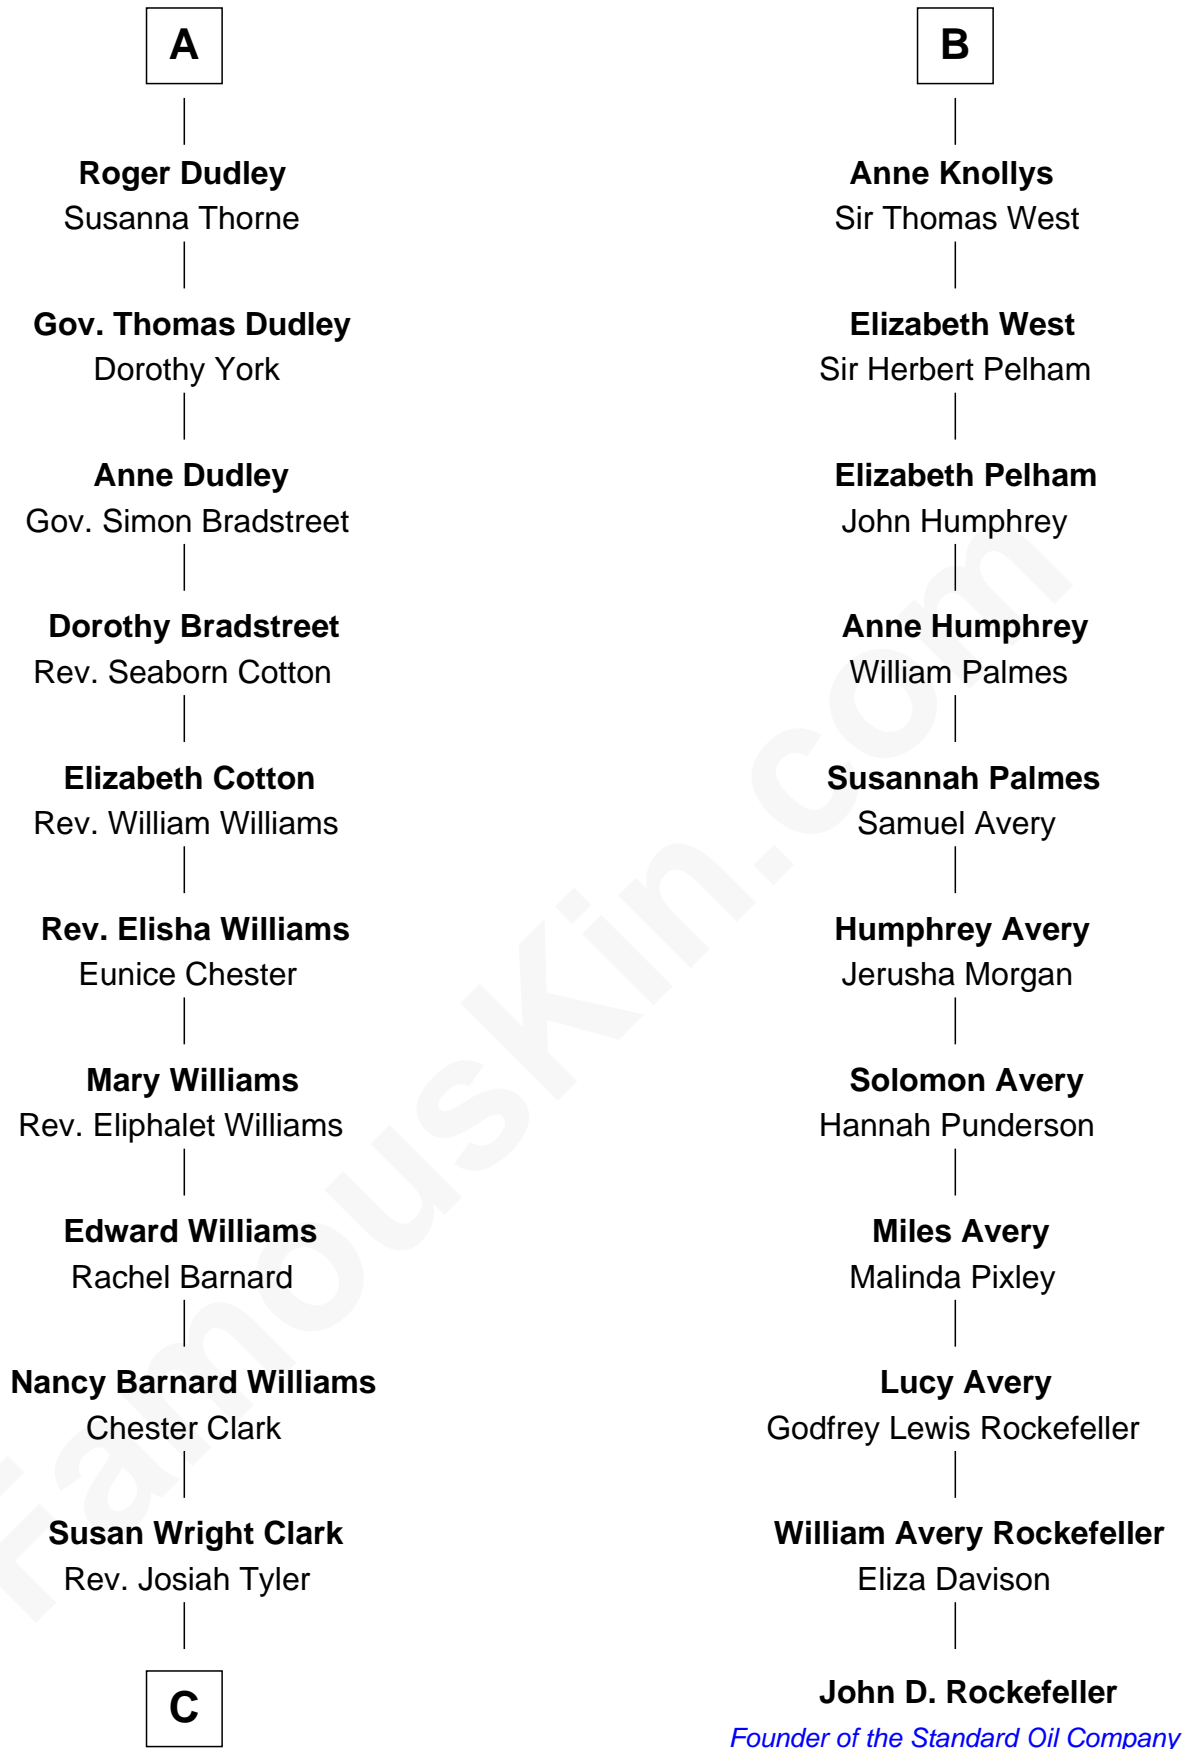 A
Roger Dudley
Susanna Thorne
Gov. Thomas Dudley
Dorothy York
Anne Dudley
Gov. Simon Bradstreet
Dorothy Bradstreet
Rev. Seaborn Cotton
Elizabeth Cotton
Rev. William Williams
Rev. Elisha Williams
Eunice Chester
Mary Williams
Rev. Eliphalet Williams
Edward Williams
Rachel Barnard
Nancy Barnard Williams
Chester Clark
Susan Wright Clark
Rev. Josiah Tyler
C
B
Anne Knollys
Sir Thomas West
Elizabeth West
Sir Herbert Pelham
Elizabeth Pelham
John Humphrey
Anne Humphrey
William Palmes
Susannah Palmes
Samuel Avery
Humphrey Avery
Jerusha Morgan
Solomon Avery
Hannah Punderson
Miles Avery
Malinda Pixley
Lucy Avery
Godfrey Lewis Rockefeller
William Avery Rockefeller
Eliza Davison
John D. Rockefeller
Founder of the Standard Oil Company
FamousKin.com